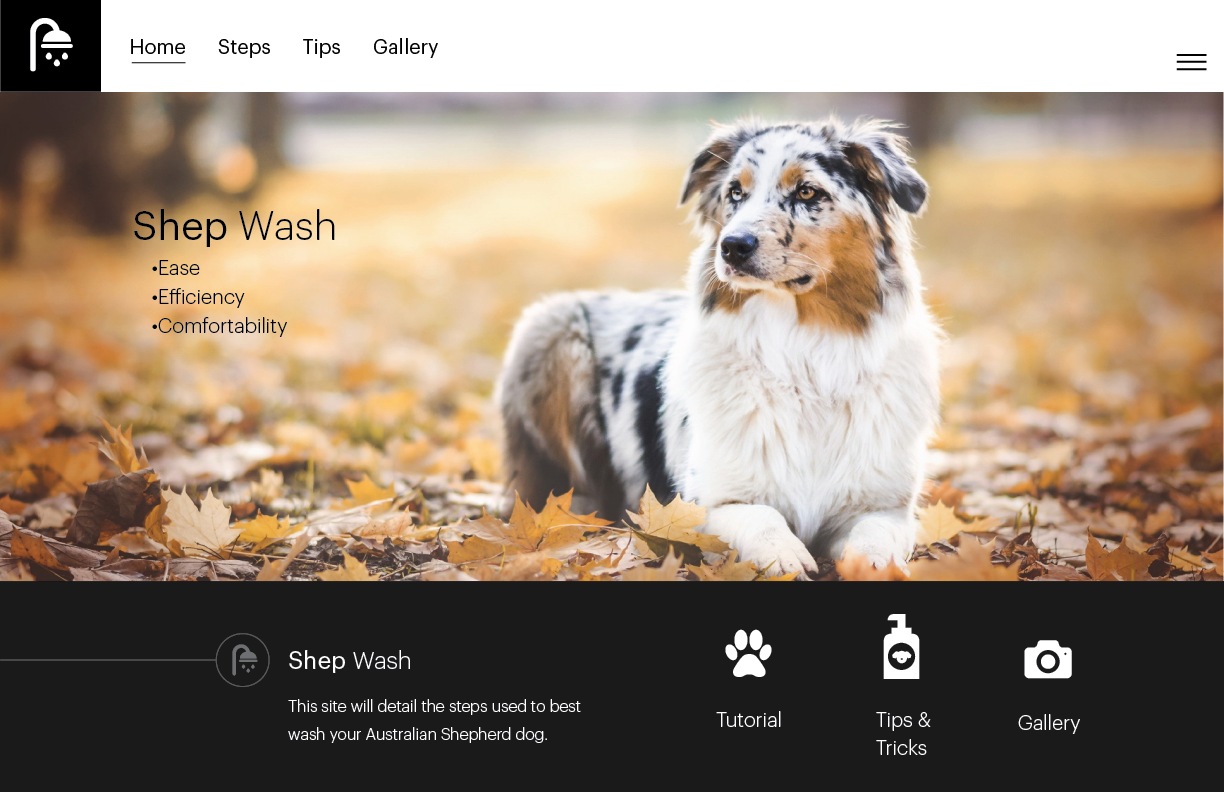 Home Steps Tips Gallery
Shep Wash
•Ease
•Efficiency
•Comfortability
Shep Wash
This site will detail the steps used to best
wash your Australian Shepherd dog.
Tutorial
Tips &
Tricks
Gallery